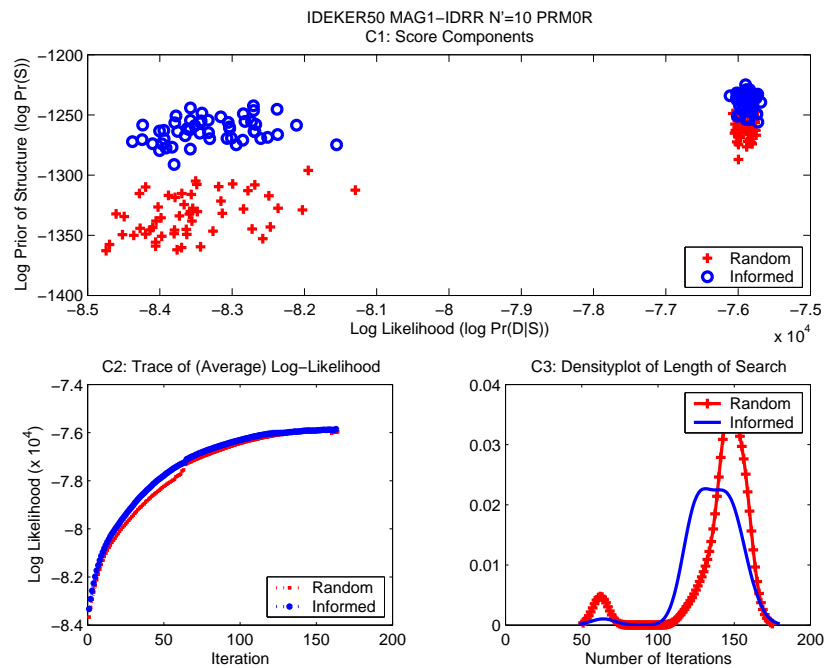 IDEKER50 MAG1−IDRR N'=10 PRM0R
C1: Score Components
Log Prior of Structure (log Pr(S))
−1200
−1250
−1300
−1350
−1400
−8.5 −8.4 −8.3 −8.2 −8.1 −8 −7.9 −7.8 −7.7 −7.6 −7.5
x 10^4
Log Likelihood (log Pr(D|S))
Random
Informed
C2: Trace of (Average) Log−Likelihood
Log Likelihood (x 10^4)
−7.4
−7.6
−7.8
−8
−8.2
−8.4
0 50 100 150 200
Iteration
Random
Informed
C3: Densityplot of Length of Search
0.04
0.03
0.02
0.01
0
0 50 100 150 200
Number of Iterations
Random
Informed